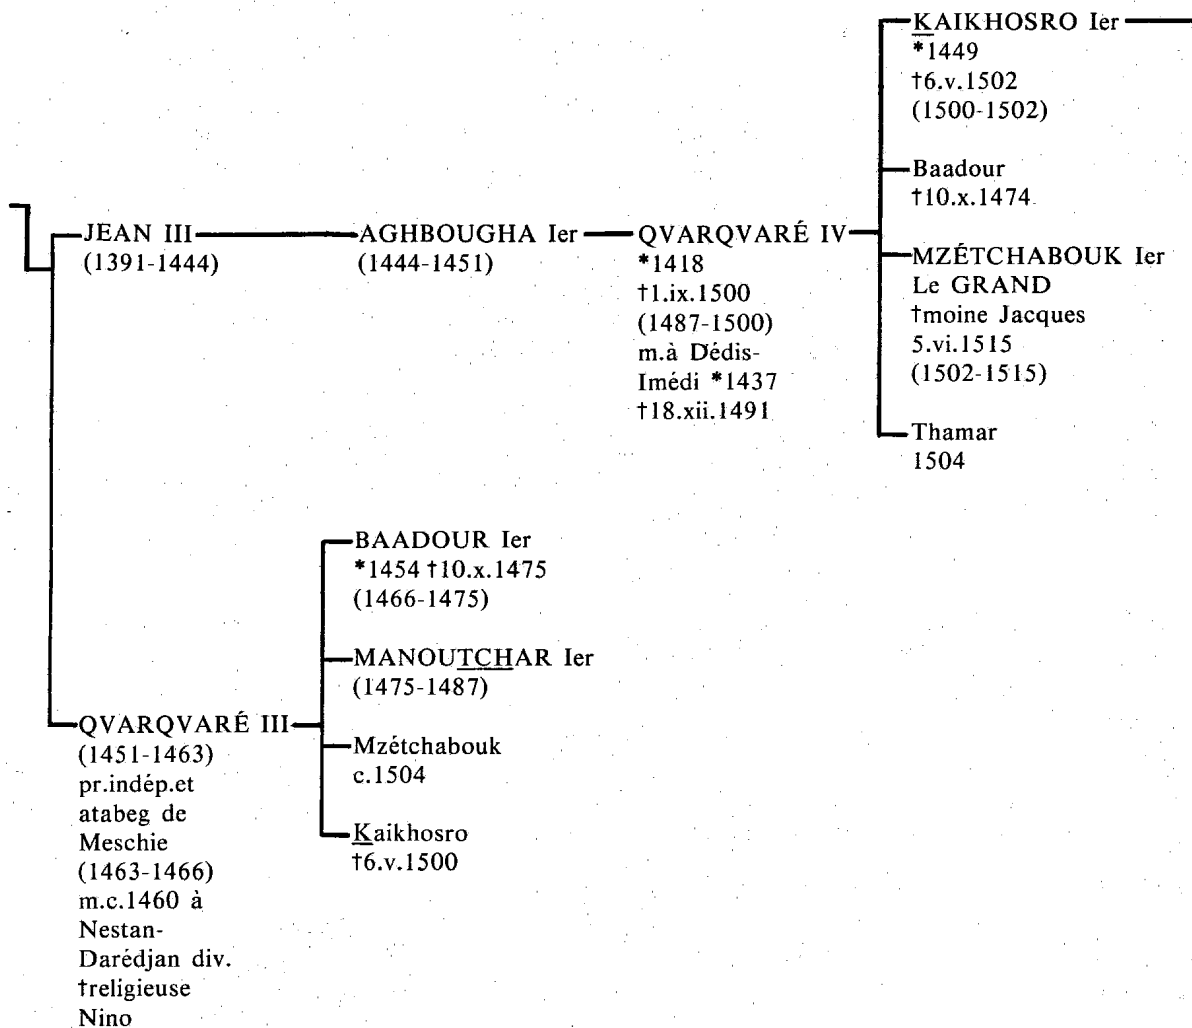 KAIKHOSRO Ier
*1449
†6.v.1502
(1500-1502)
Baadour
†10.x.1474
JEAN III
(1391-1444)
AGHBOUGHA Ier
(1444-1451)
QVARQVARÉ IV
*1418
†1.ix.1500
(1487-1500)
m.à Dédis-
Imédi *1437
†18.xii.1491
MZÉTCHABOUK Ier
Le GRAND
†moine Jacques
5.vi.1515
(1502-1515)
Thamar
1504
BAADOUR Ier
*1454 †10.x.1475
(1466-1475)
MANOUTCHAR Ier
(1475-1487)
QVARQVARÉ III
(1451-1463)
pr.indép.et
atabeg de
Meschie
(1463-1466)
m.c.1460 à
Nestan-
Darédjan div.
†religieuse
Nino
Mzétchabouk
c.1504
Kaikhosro
†6.v.1500